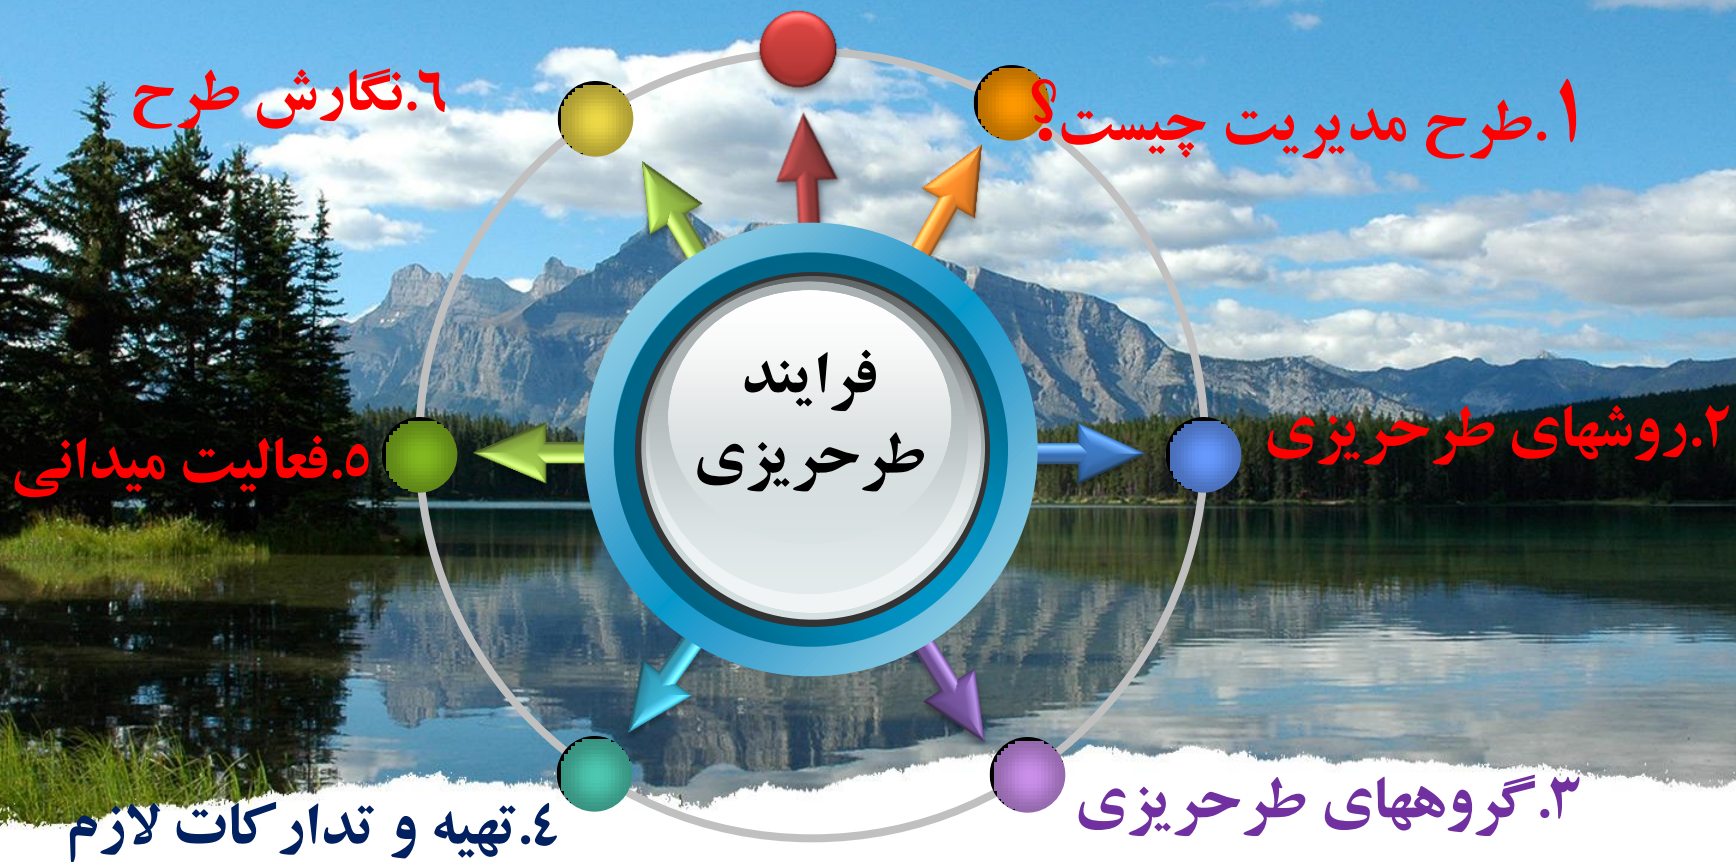 فرایند
طرحریزی
۱.طرح مدیریت چیست؟
۲.روشهای طرحریزی
۳.گروههای طرحریزی
٤.تهیه و تدارکات لازم
٥.فعالیت میدانی
٦.نگارش طرح